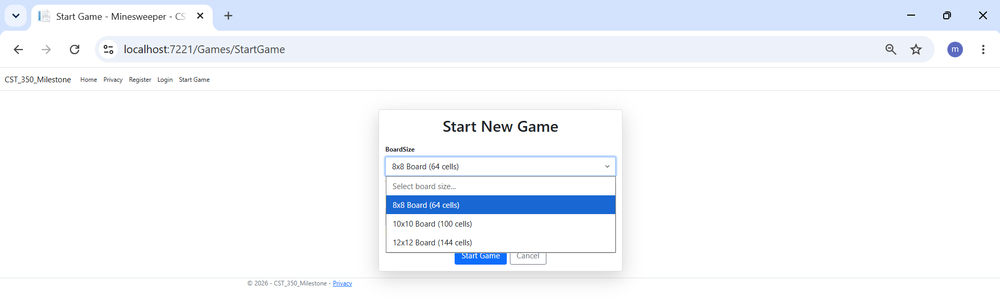 Start Game - Minesweeper - CS
localhost:7221/Games/StartGame
m
CST_350_Milestone Home Privacy Register Login Start Game
Start New Game
BoardSize
8x8 Board (64 cells)
Select board size...
8x8 Board (64 cells)
10x10 Board (100 cells)
12x12 Board (144 cells)
Start Game Cancel
© 2026 - CST_350_Milestone - Privacy